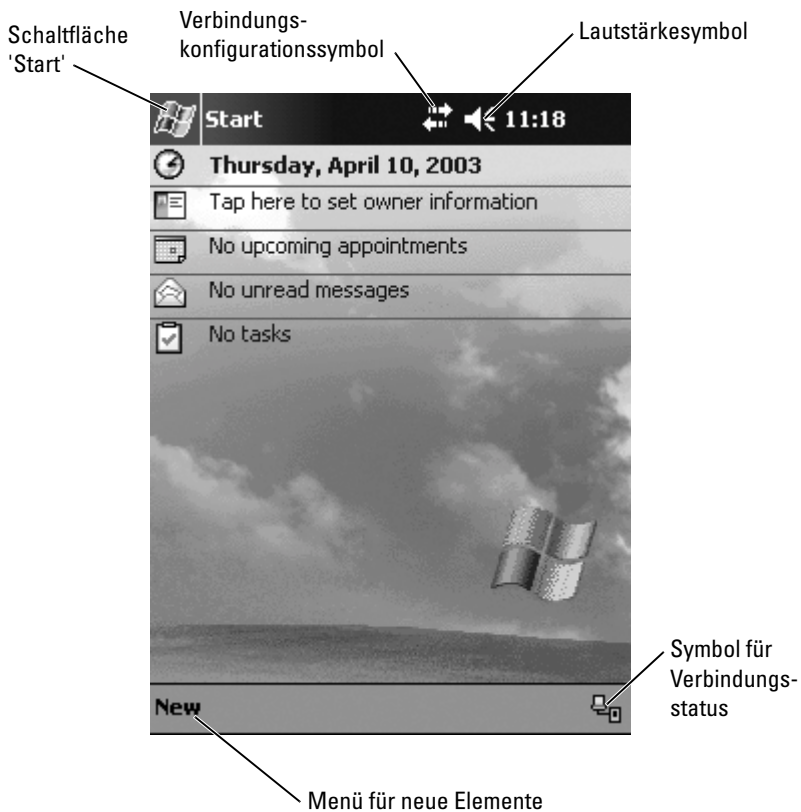 Schaltfläche
'Start'
Verbindungs-
konfigurationssymbol
Lautstärkesymbol
Start
11:18
Thursday, April 10, 2003
Tap here to set owner information
No upcoming appointments
No unread messages
No tasks
Symbol für
Verbindungs-
status
New
Menü für neue Elemente